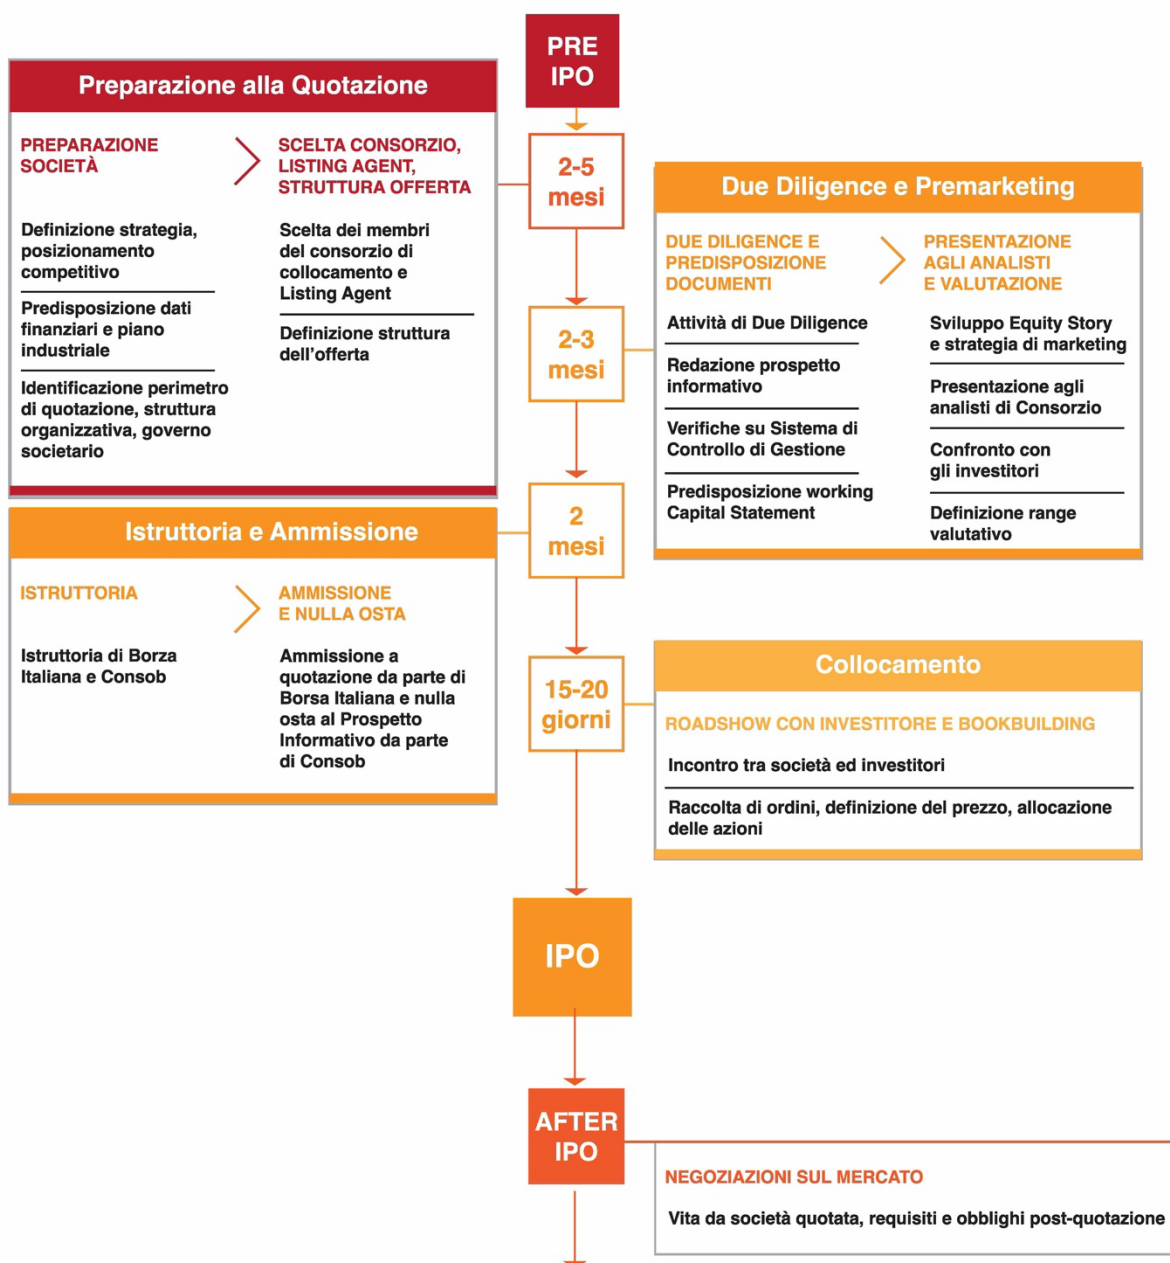 PRE
IPO
Preparazione alla Quotazione
PREPARAZIONE
SOCIETÀ
Definizione strategia,
posizionamento
competitivo
Predisposizione dati
finanziari e piano
industriale
Identificazione perimetro
di quotazione, struttura
organizzativa, governo
societario
SCELTA CONSORZIO,
LISTING AGENT,
STRUTTURA OFFERTA
Scelta dei membri
del consorzio di
collocamento e
Listing Agent
Definizione struttura
dell’offerta
2-5
mesi
Due Diligence e Premarketing
DUE DILIGENCE E
PREDISPOSIZIONE
DOCUMENTI
Attività di Due Diligence
Redazione prospetto
informativo
Verifiche su Sistema di
Controllo di Gestione
Predisposizione working
Capital Statement
PRESENTAZIONE
AGLI ANALISTI
E VALUTAZIONE
Sviluppo Equity Story
e strategia di marketing
Presentazione agli
analisti di Consorzio
Confronto con
gli investitori
Definizione range
valutativo
2-3
mesi
Istruttoria e Ammissione
ISTRUTTORIA
Istruttoria di Borza
Italiana e Consob
AMMISSIONE
E NULLA OSTA
Ammissione a
quotazione da parte di
Borsa Italiana e nulla
osta al Prospetto
Informativo da parte
di Consob
2
mesi
Collocamento
ROADSHOW CON INVESTITORE E BOOKBUILDING
Incontro tra società ed investitori
Raccolta di ordini, definizione del prezzo, allocazione
delle azioni
15-20
giorni
IPO
AFTER
IPO
NEGOZIAZIONI SUL MERCATO
Vita da società quotata, requisiti e obblighi post-quotazione